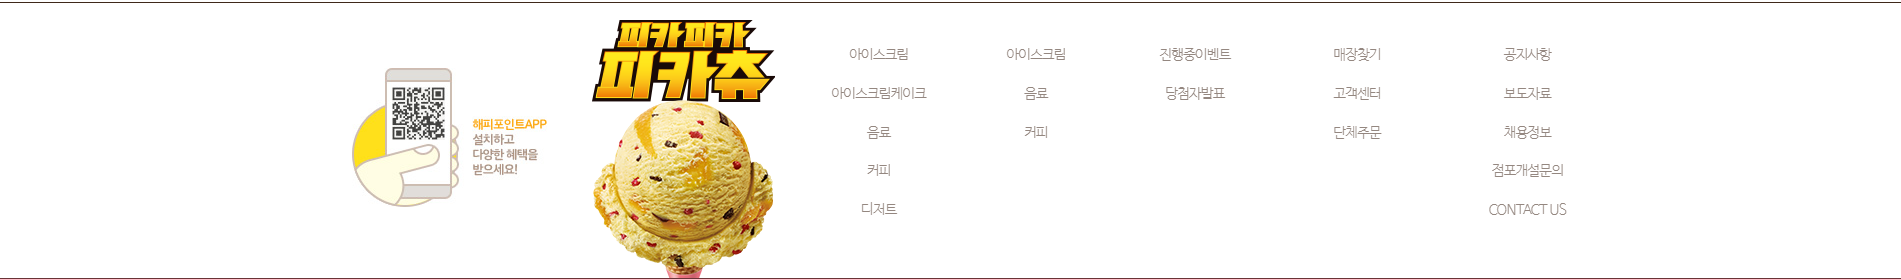 해피포인트APP
설치하고
다양한 혜택을
받으세요!
피카피카
피카츄
아이스크림
아이스크림케이크
음료
커피
디저트
아이스크림
음료
커피
진행중이벤트
당첨자발표
매장찾기
고객센터
단체주문
공지사항
보도자료
채용정보
점포개설문의
CONTACT US